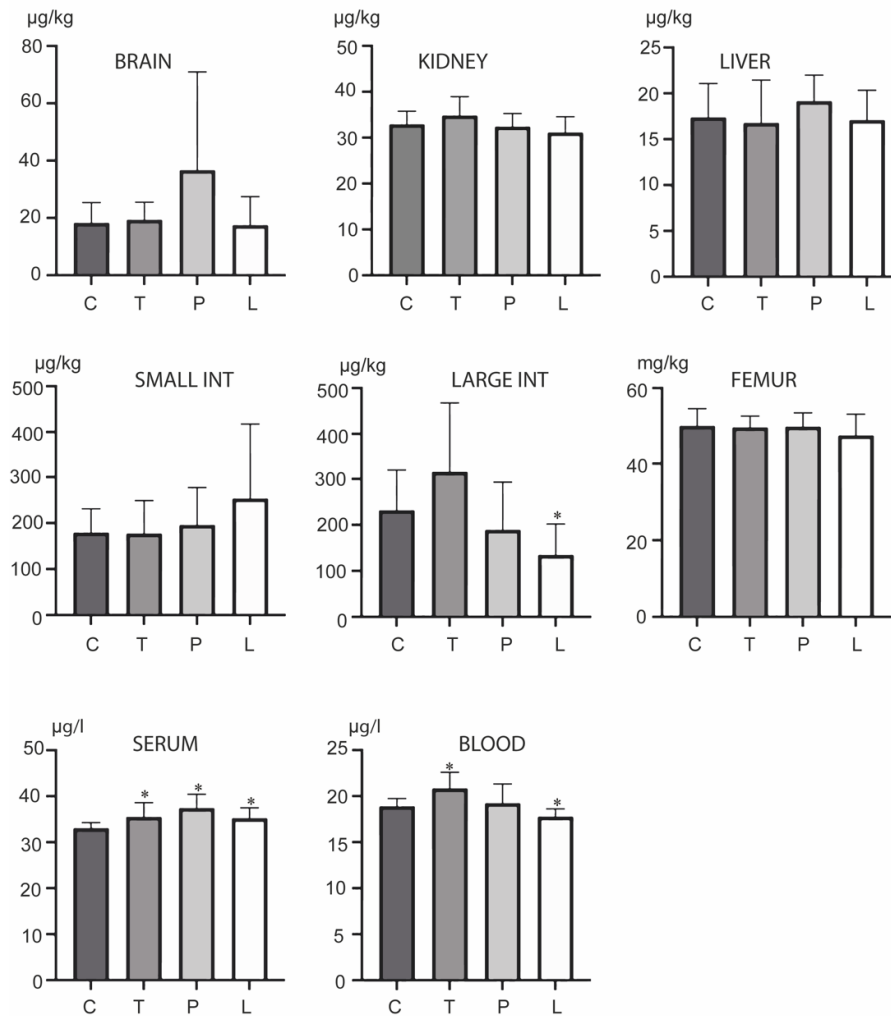 µg/kg
BRAIN
80
60
40
20
0
C T P L
µg/kg
KIDNEY
50
40
30
20
10
0
C T P L
µg/kg
LIVER
25
20
15
10
5
0
C T P L
µg/kg
SMALL INT
500
400
300
200
100
0
C T P L
µg/kg
LARGE INT
500
400
300
200
100
0
*
C T P L
mg/kg
FEMUR
60
40
20
0
C T P L
µg/l
SERUM
50
40
30
20
10
0
* * *
C T P L
µg/l
BLOOD
25
20
15
10
5
0
* *
C T P L